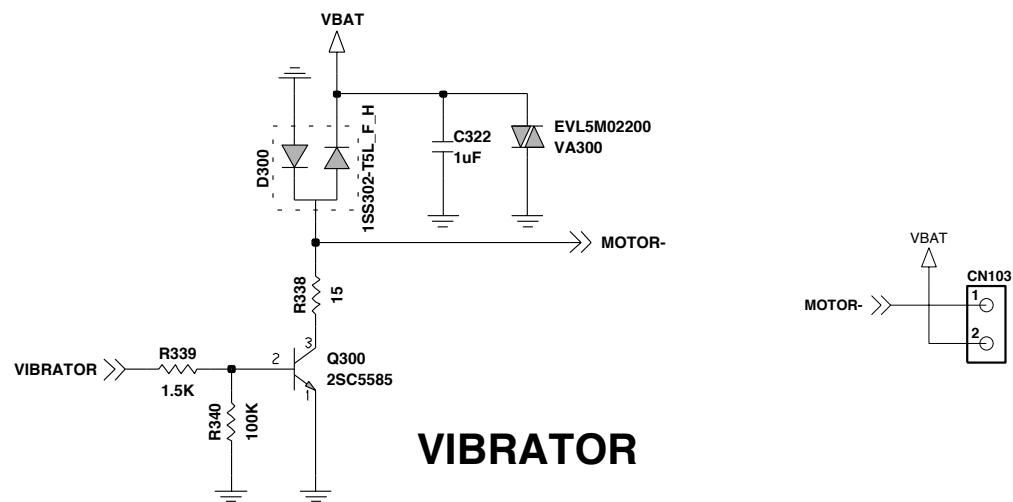 VBAT
D300
1SS302-T5L_F_H
C322
1uF
EVL5M02200
VA300
MOTOR-
R338
15
VBAT
CN103
MOTOR-
1
2
VIBRATOR
R339
1.5K
2
3
1
Q300
2SC5585
R340
100K
VIBRATOR